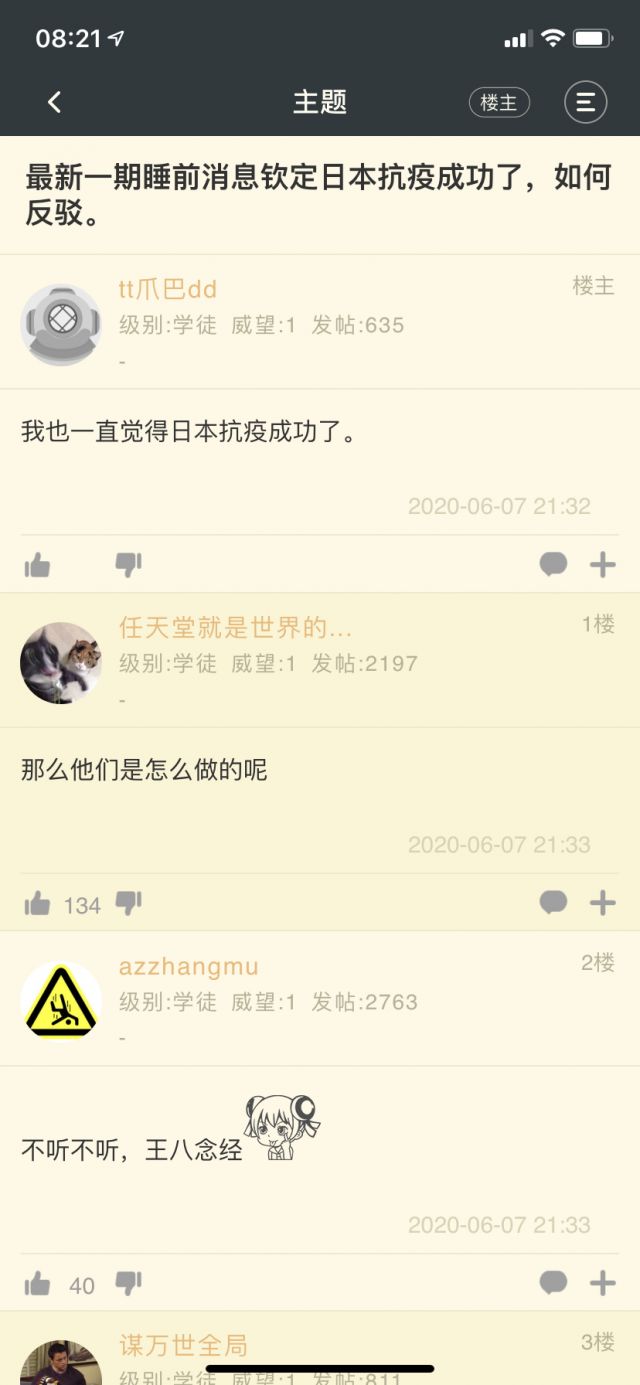 08:21
主题
楼主
最新一期睡前消息钦定日本抗疫成功了，如何
反驳。
tt爪巴dd
楼主
级别:学徒 威望:1 发帖:635
-
我也一直觉得日本抗疫成功了。
2020-06-07 21:32
任天堂就是世界的...
1楼
级别:学徒 威望:1 发帖:2197
-
那么他们是怎么做的呢
2020-06-07 21:33
134
azzhangmu
2楼
级别:学徒 威望:1 发帖:2763
-
不听不听，王八念经
2020-06-07 21:33
40
谋万世全局
3楼
级别:学徒 威望:1 发帖:811